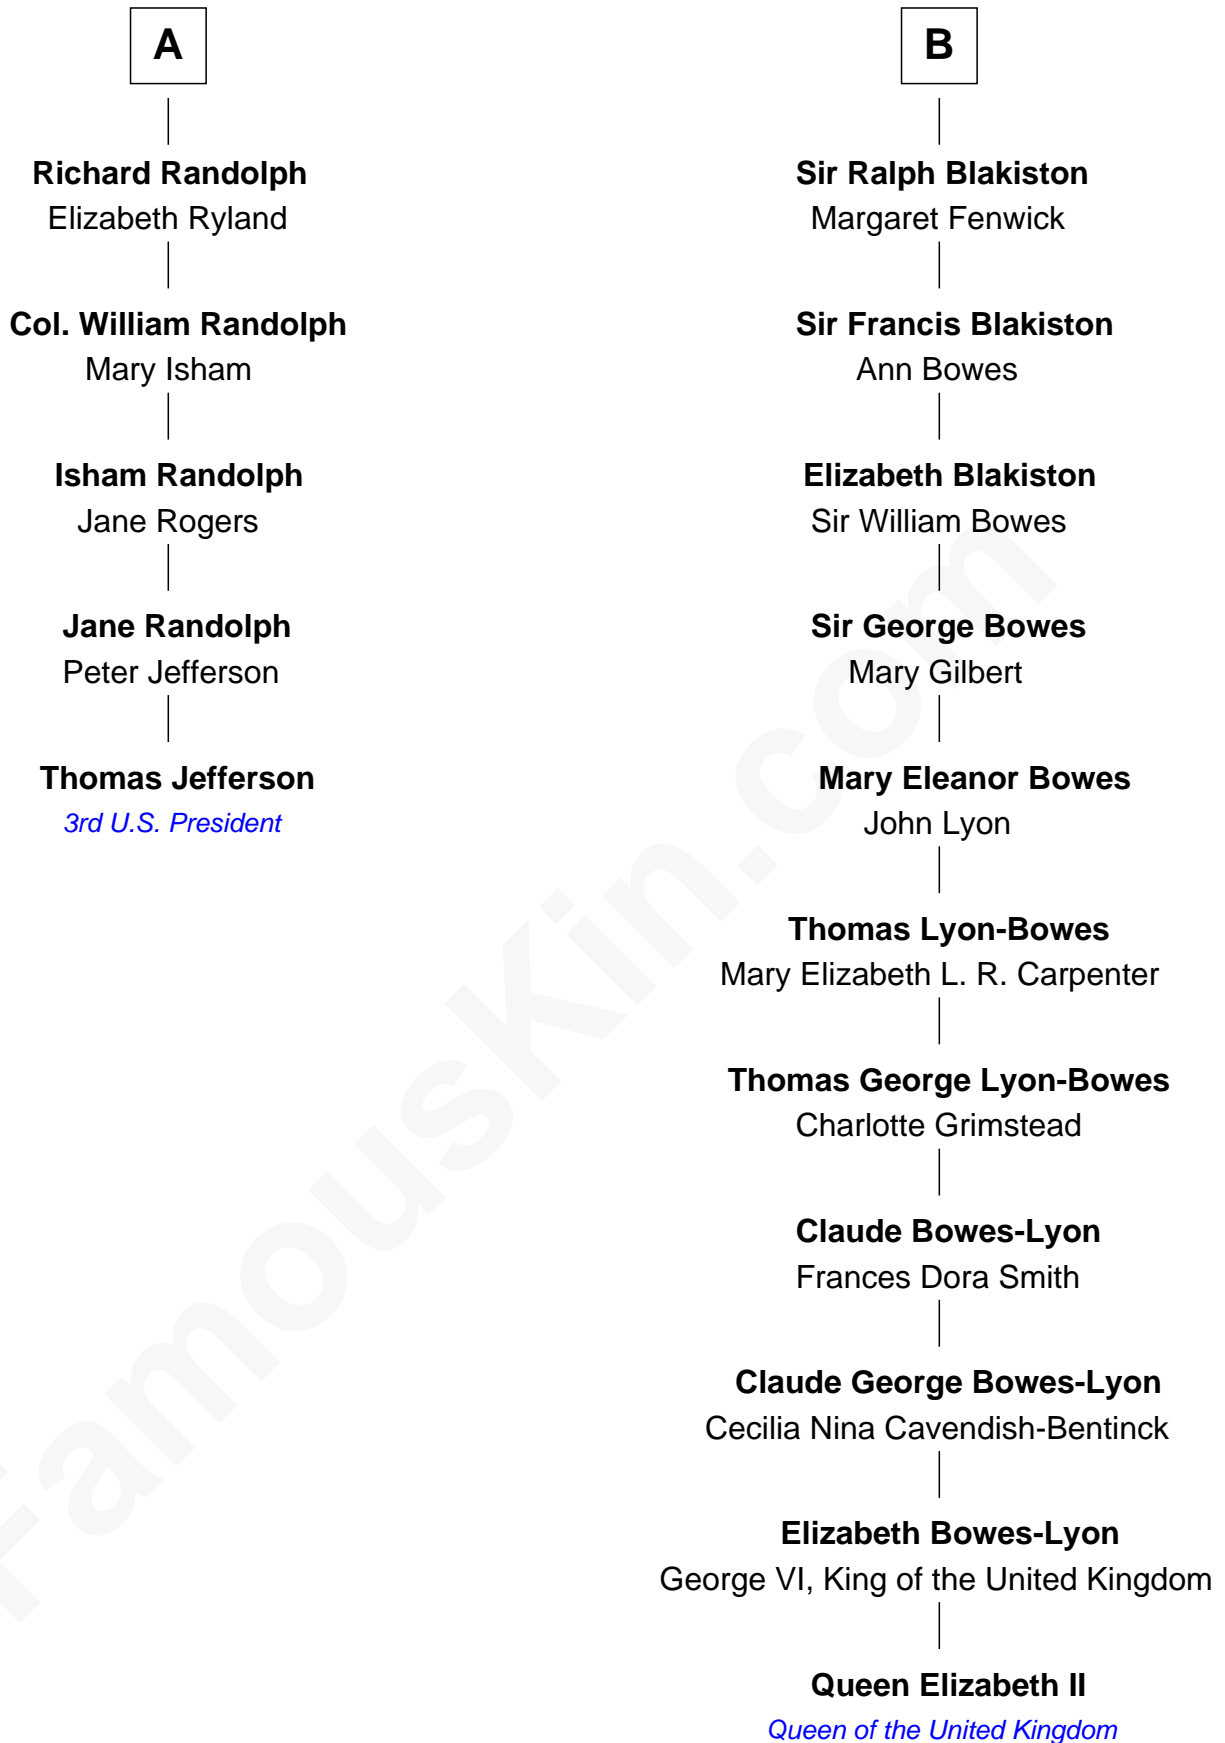 A
Richard Randolph
Elizabeth Ryland
Col. William Randolph
Mary Isham
Isham Randolph
Jane Rogers
Jane Randolph
Peter Jefferson
Thomas Jefferson
3rd U.S. President
B
Sir Ralph Blakiston
Margaret Fenwick
Sir Francis Blakiston
Ann Bowes
Elizabeth Blakiston
Sir William Bowes
Sir George Bowes
Mary Gilbert
Mary Eleanor Bowes
John Lyon
Thomas Lyon-Bowes
Mary Elizabeth L. R. Carpenter
Thomas George Lyon-Bowes
Charlotte Grimstead
Claude Bowes-Lyon
Frances Dora Smith
Claude George Bowes-Lyon
Cecilia Nina Cavendish-Bentinck
Elizabeth Bowes-Lyon
George VI, King of the United Kingdom
Queen Elizabeth II
Queen of the United Kingdom
FamousKin.com